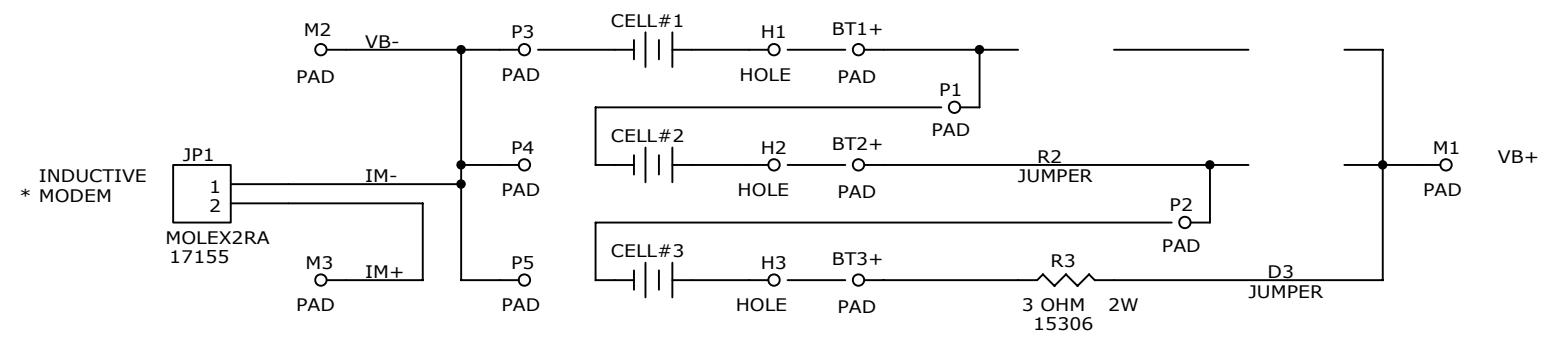 M2
VB-
PAD
P3
PAD
CELL#1
H1
HOLE
BT1+
PAD
P1
PAD
INDUCTIVE
* MODEM
JP1
1
2
MOLEX2RA
17155
IM-
P4
PAD
CELL#2
H2
HOLE
BT2+
PAD
R2
JUMPER
P2
PAD
M1
PAD
VB+
M3
IM+
PAD
P5
PAD
CELL#3
H3
HOLE
BT3+
PAD
R3
3 OHM 2W
15306
D3
JUMPER